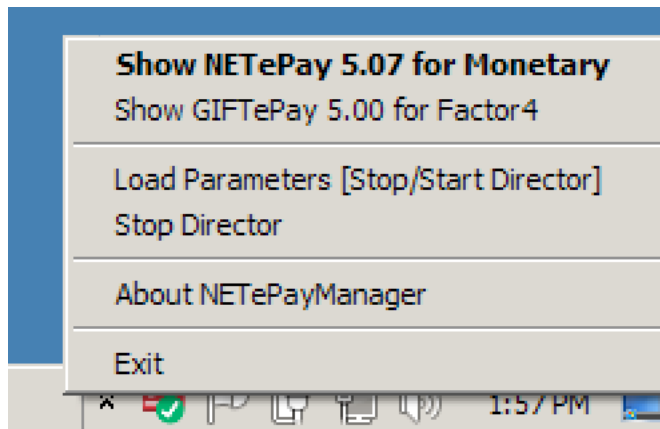 Show NETePay 5.07 for Monetary
Show GIFTePay 5.00 for Factor4
Load Parameters [Stop/Start Director]
Stop Director
About NETePayManager
Exit
1:57 PM